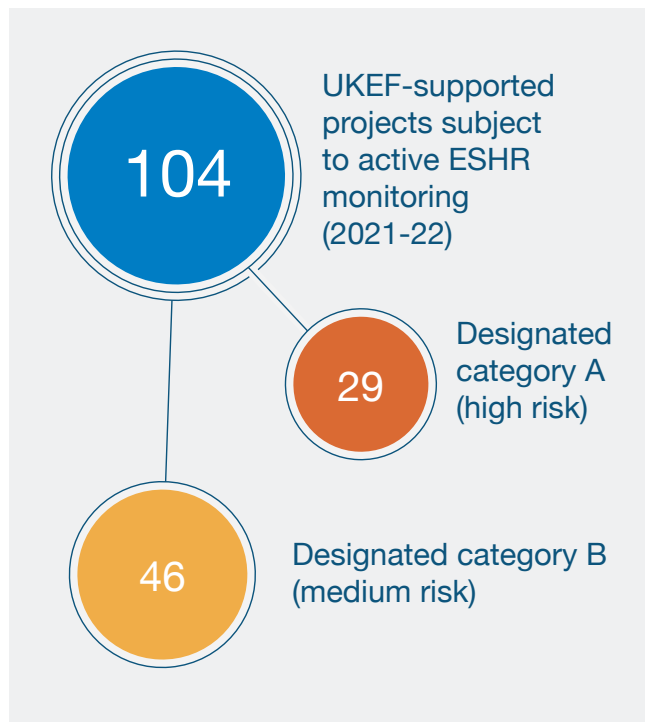 104
UKEF-supported
projects subject
to active ESHR
monitoring
(2021-22)
29
Designated
category A
(high risk)
46
Designated category B
(medium risk)